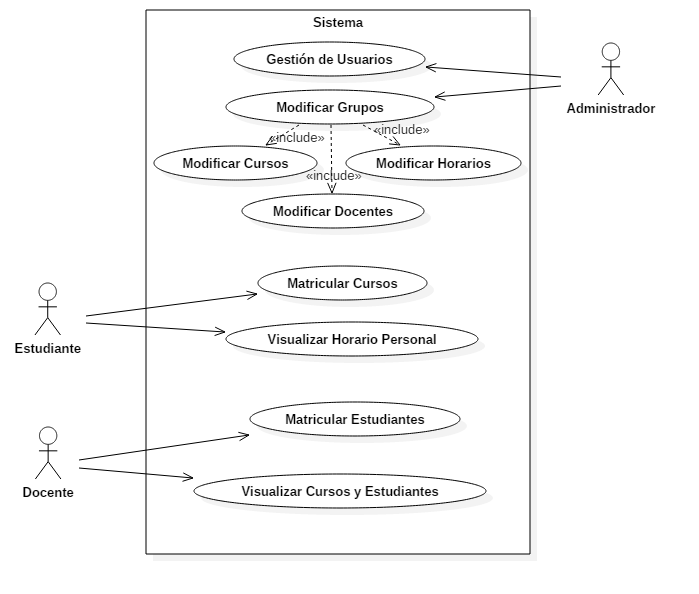 Sistema
Gestión de Usuarios
Administrador
Modificar Grupos
«include»
«include»
Modificar Cursos
Modificar Horarios
«include»
Modificar Docentes
Matricular Cursos
Estudiante
Visualizar Horario Personal
Matricular Estudiantes
Docente
Visualizar Cursos y Estudiantes